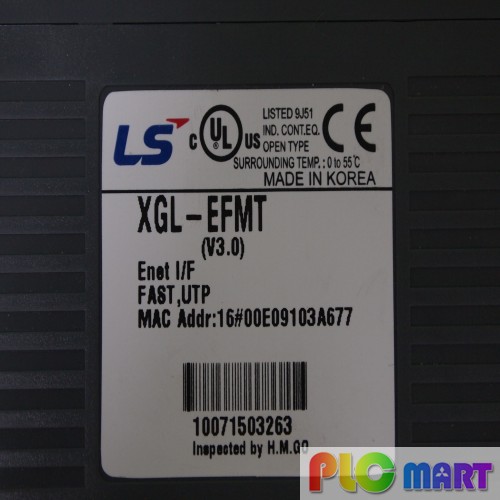 LS
C UL US
LISTED 9J51
IND. CONT.EQ.
OPEN TYPE
CE
SURROUNDING TEMP. : 0 to 55℃
MADE IN KOREA
XGL-EFMT
(V3.0)
Enet I/F
FAST,UTP
MAC Addr:16#00E09103A677
10071503263
Inspected by H.M.GO
PLC MART